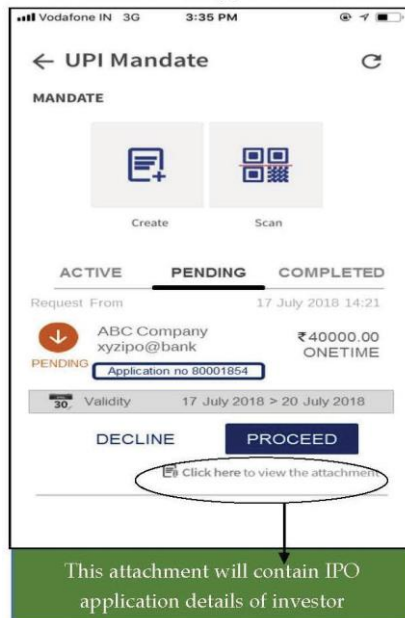 Vodafone IN 3G 3:35 PM
← UPI Mandate
MANDATE
Create Scan
ACTIVE PENDING COMPLETED
Request From 17 July 2018 14:21
ABC Company ₹40000.00
xyzipo@bank ONETIME
PENDING
Application no 80001854
30 Validity 17 July 2018 > 20 July 2018
DECLINE PROCEED
Click here to view the attachment
This attachment will contain IPO
application details of investor